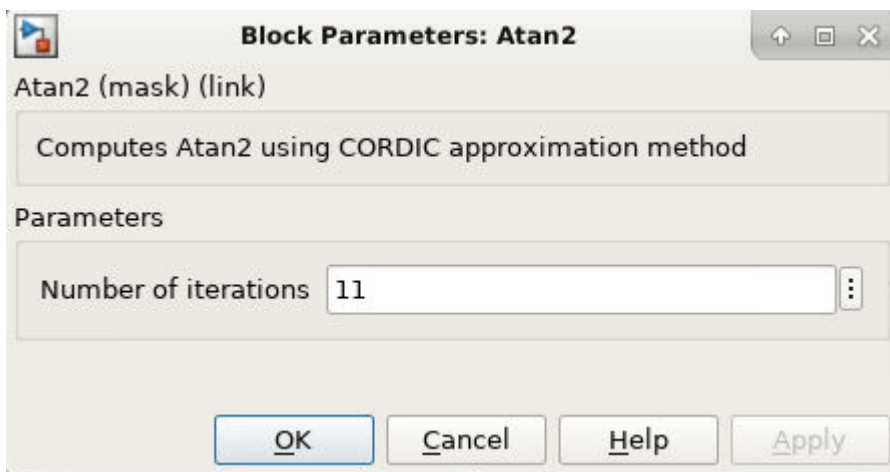 Block Parameters: Atan2
Atan2 (mask) (link)
Computes Atan2 using CORDIC approximation method
Parameters
Number of iterations 11
OK Cancel Help Apply